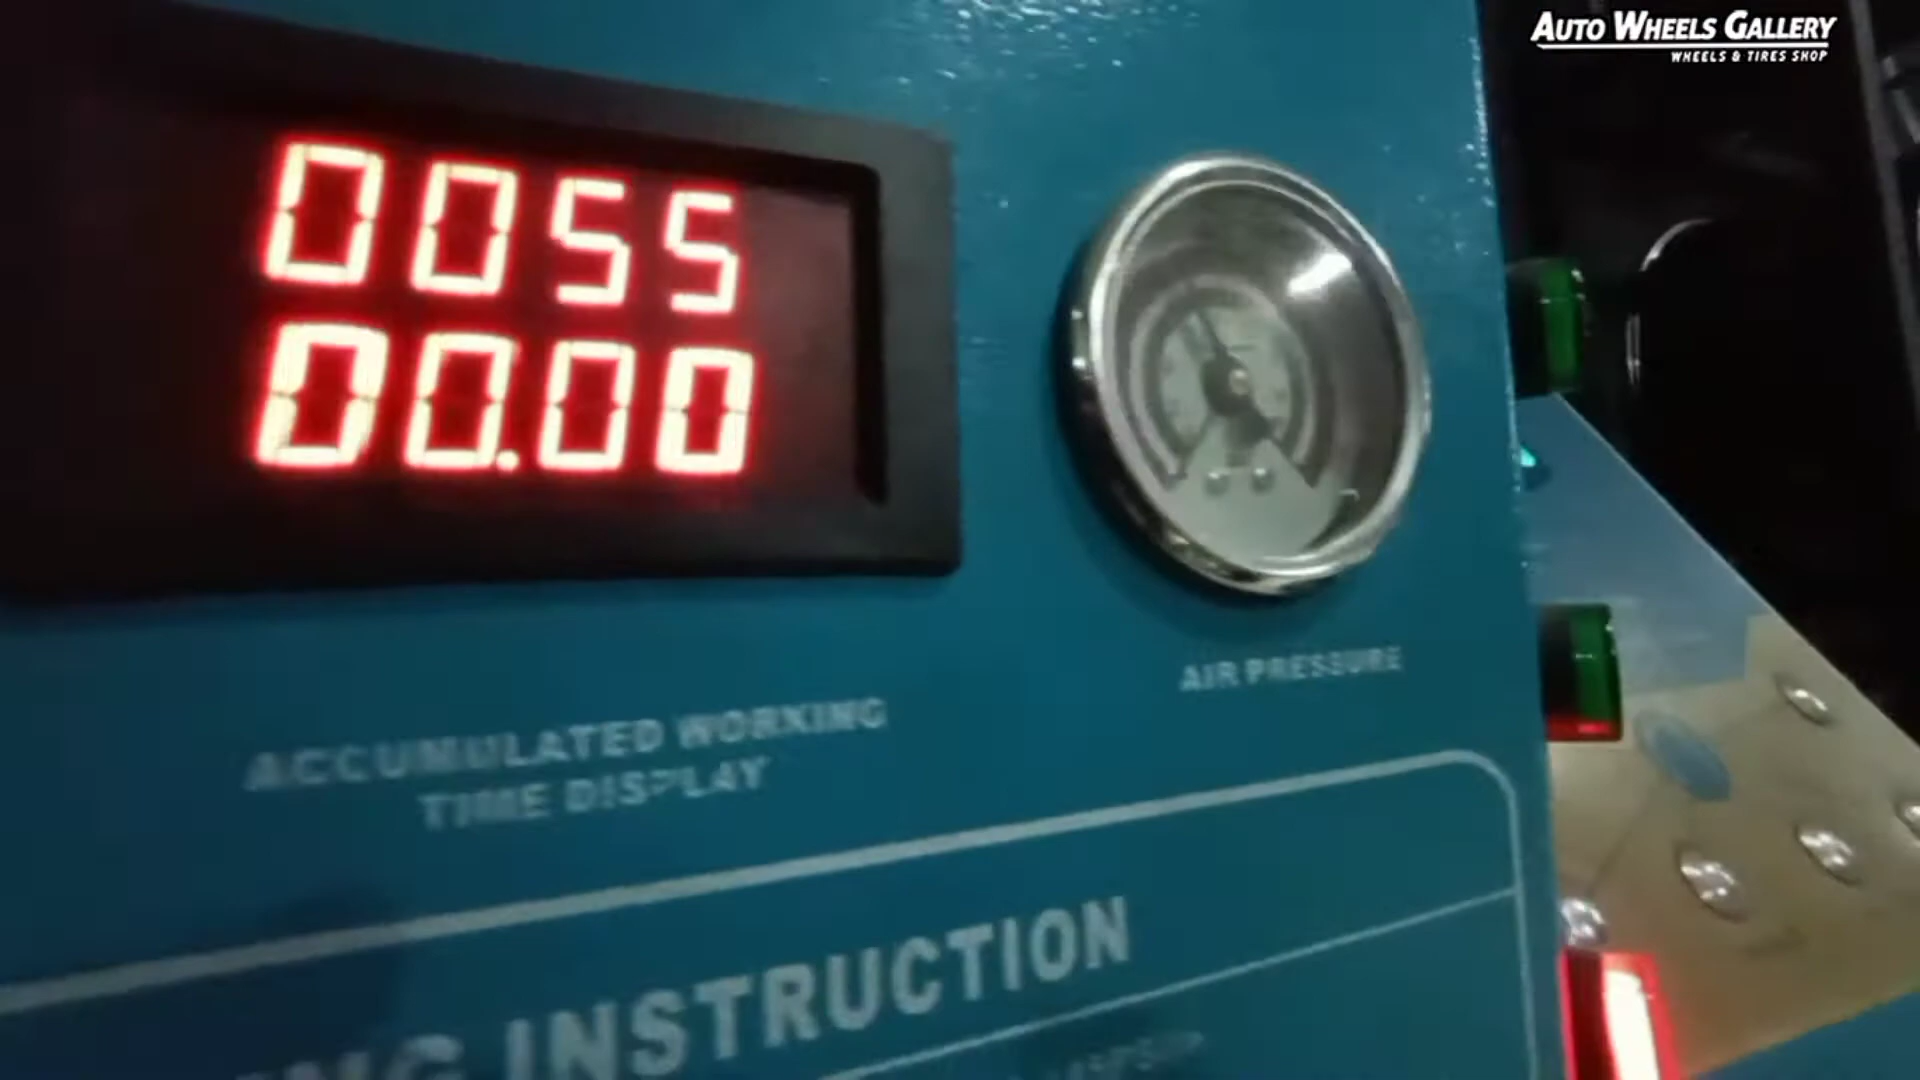 AUTO WHEELS GALLERY
WHEELS & TIRES SHOP
0055
00.00
AIR PRESSURE
ACCUMULATED WORKING
TIME DISPLAY
NG INSTRUCTION